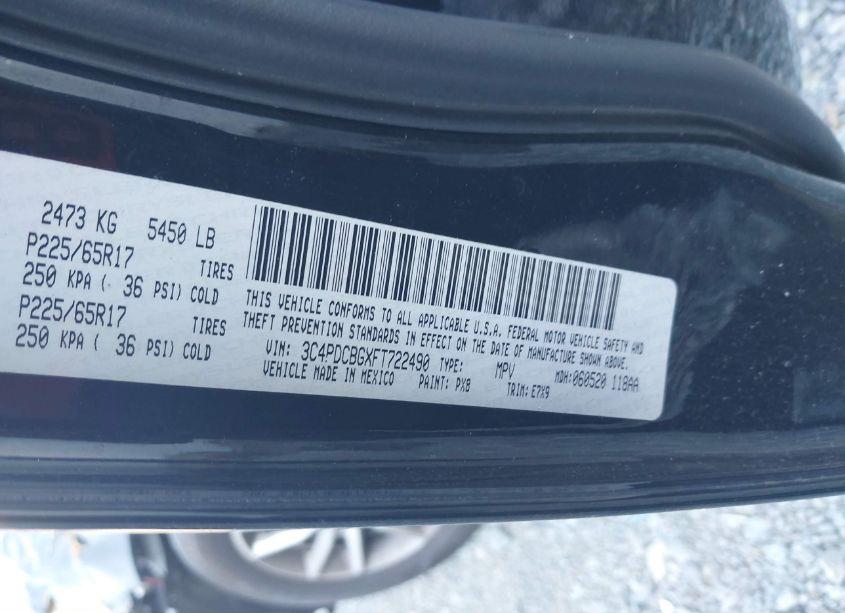 2473 KG 5450 LB
P225/65R17 TIRES
250 KPA ( 36 PSI) COLD
P225/65R17 TIRES
250 KPA ( 36 PSI) COLD
THIS VEHICLE CONFORMS TO ALL APPLICABLE U.S.A. FEDERAL MOTOR VEHICLE SAFETY AND
THEFT PREVENTION STANDARDS IN EFFECT ON THE DATE OF MANUFACTURE SHOWN ABOVE.
VIN: 3C4PDCBGXFT722490 TYPE: MPV MDH:060520 118AA
VEHICLE MADE IN MEXICO PAINT: PX8 TRIM: E7X9